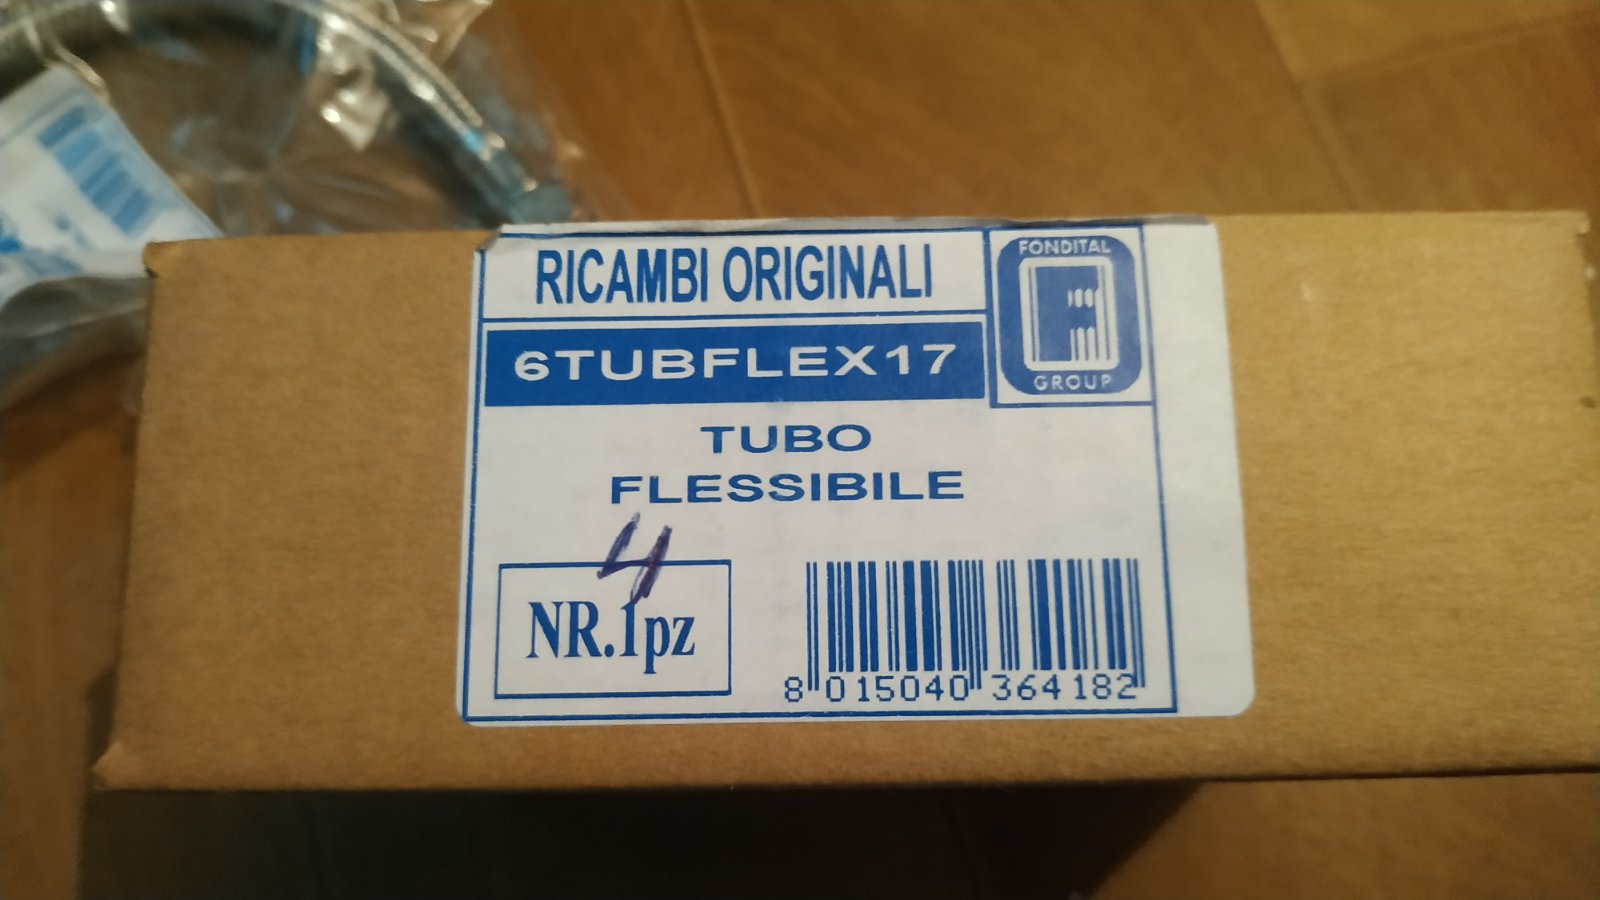 RICAMBI ORIGINALI
FONDITAL
GROUP
6TUBFLEX17
TUBO
FLESSIBILE
4
NR.1pz
8 015040 364182